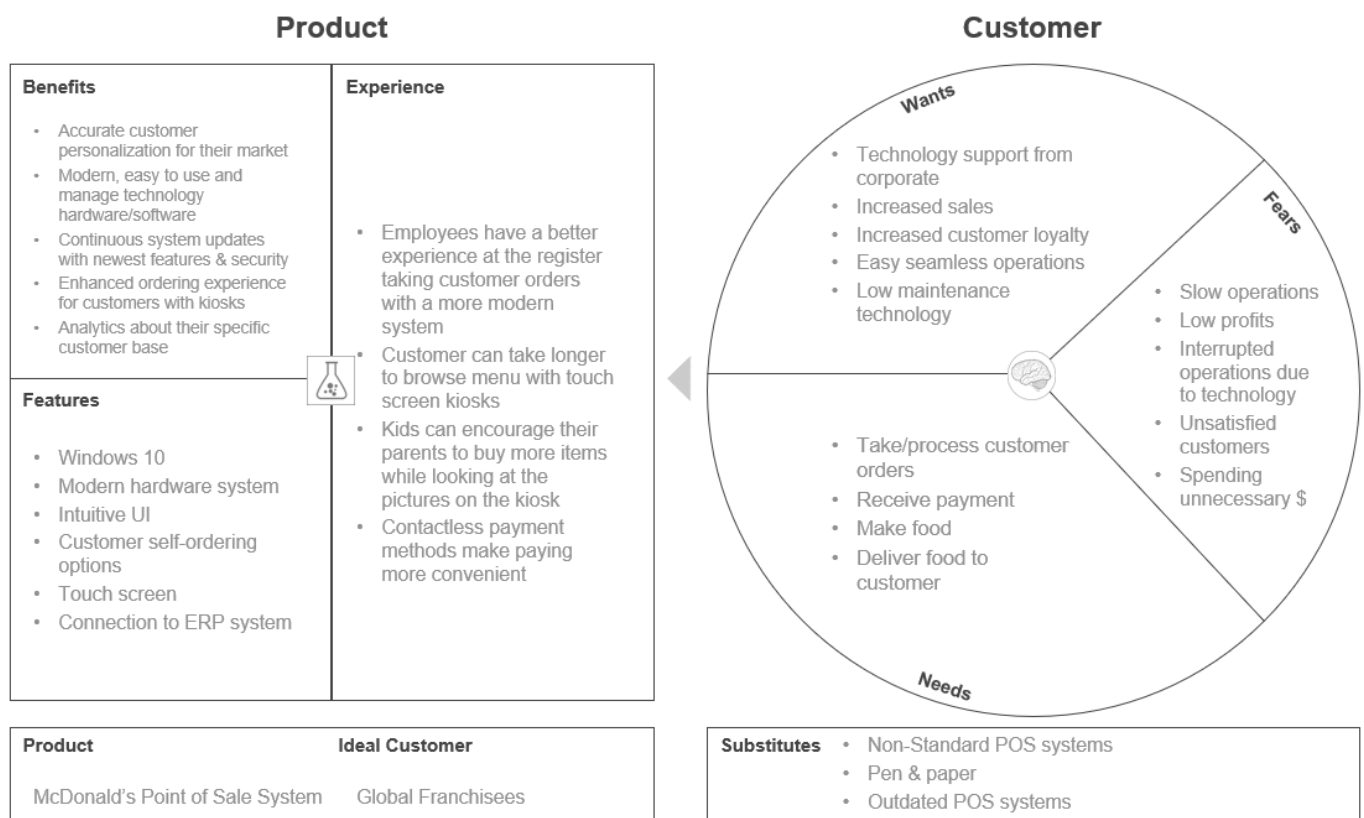 Product
Benefits
• Accurate customer
personalization for their market
• Modern, easy to use and
manage technology
hardware/software
• Continuous system updates
with newest features & security
• Enhanced ordering experience
for customers with kiosks
• Analytics about their specific
customer base
Features
• Windows 10
• Modern hardware system
• Intuitive UI
• Customer self-ordering
options
• Touch screen
• Connection to ERP system
Experience
• Employees have a better
experience at the register
taking customer orders
with a more modern
system
• Customer can take longer
to browse menu with touch
screen kiosks
• Kids can encourage their
parents to buy more items
while looking at the
pictures on the kiosk
• Contactless payment
methods make paying
more convenient
Product
McDonald's Point of Sale System
Ideal Customer
Global Franchisees
Customer
Wants
• Technology support from
corporate
• Increased sales
• Increased customer loyalty
• Easy seamless operations
• Low maintenance
technology
Fears
• Slow operations
• Low profits
• Interrupted
operations due
to technology
• Unsatisfied
customers
• Spending
unnecessary $
• Take/process customer
orders
• Receive payment
• Make food
• Deliver food to
customer
Needs
Substitutes
• Non-Standard POS systems
• Pen & paper
• Outdated POS systems